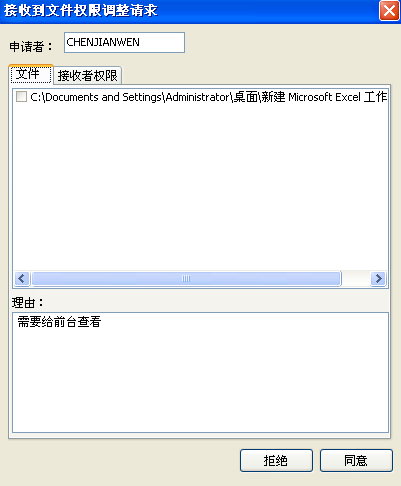 接收到文件权限调整请求
申请者：
CHENJIANWEN
文件
接收者权限
C:\Documents and Settings\Administrator\桌面\新建 Microsoft Excel 工作
理由：
需要给前台查看
拒绝
同意